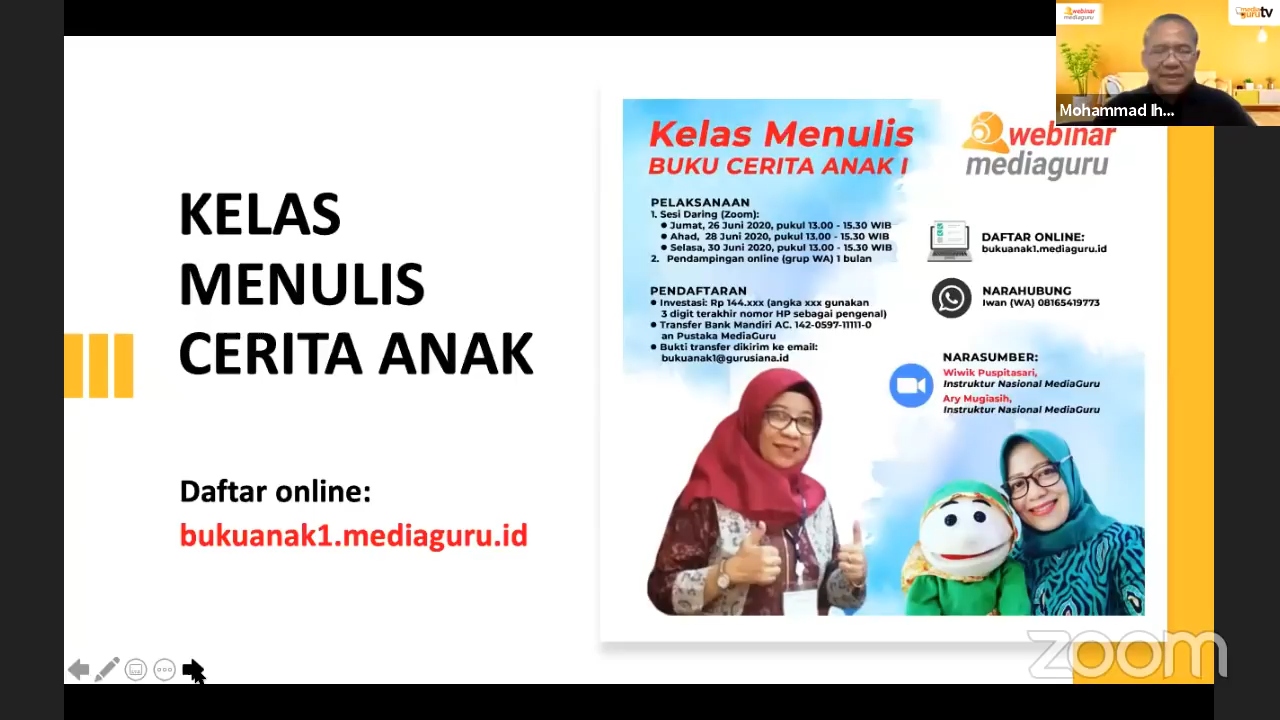 KELAS
MENULIS
CERITA ANAK
Daftar online:
bukuanak1.mediaguru.id
Kelas Menulis
BUKU CERITA ANAK I
webinar
mediaguru
PELAKSANAAN
1. Sesi Daring (Zoom):
● Jumat, 26 Juni 2020, pukul 13.00 - 15.30 WIB
● Ahad, 28 Juni 2020, pukul 13.00 - 15.30 WIB
● Selasa, 30 Juni 2020, pukul 13.00 - 15.30 WIB
2. Pendampingan online (grup WA) 1 bulan
PENDAFTARAN
● Investasi: Rp 144.xxx (angka xxx gunakan
3 digit terakhir nomor HP sebagai pengenal)
● Transfer Bank Mandiri AC. 142-0597-11111-0
an Pustaka MediaGuru
● Bukti transfer dikirim ke email:
bukuanak1@gurusiana.id
DAFTAR ONLINE:
bukuanak1.mediaguru.id
NARAHUBUNG
Iwan (WA) 08165419773
NARASUMBER:
Wiwik Puspitasari,
Instruktur Nasional MediaGuru
Ary Mugiasih,
Instruktur Nasional MediaGuru
webinar
mediaguru
media
guru tv
Mohammad Ih...
zoom